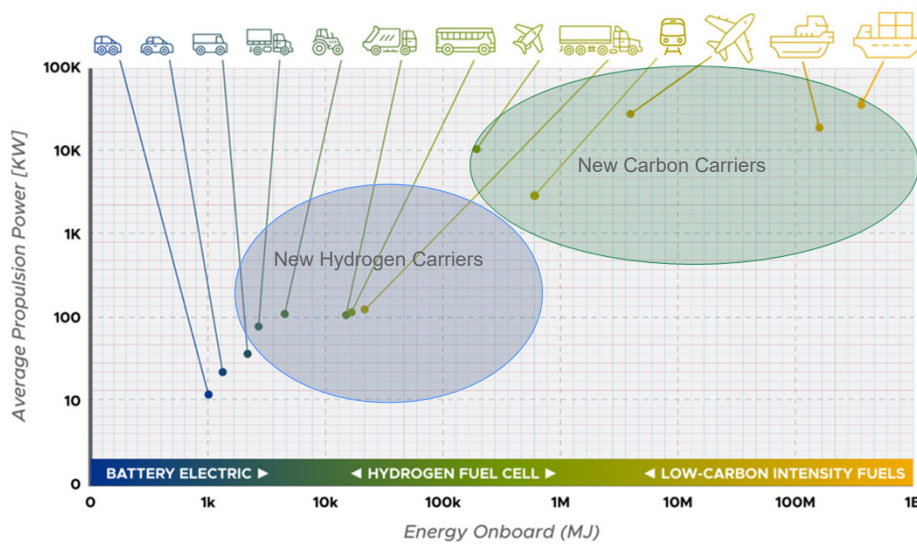 100K
10K
1K
100
10
0
Average Propulsion Power [KW]
New Carbon Carriers
New Hydrogen Carriers
BATTERY ELECTRIC ►
◄ HYDROGEN FUEL CELL ►
◄ LOW-CARBON INTENSITY FUELS
0 1k 10k 100k 1M 10M 100M 1B
Energy Onboard (MJ)